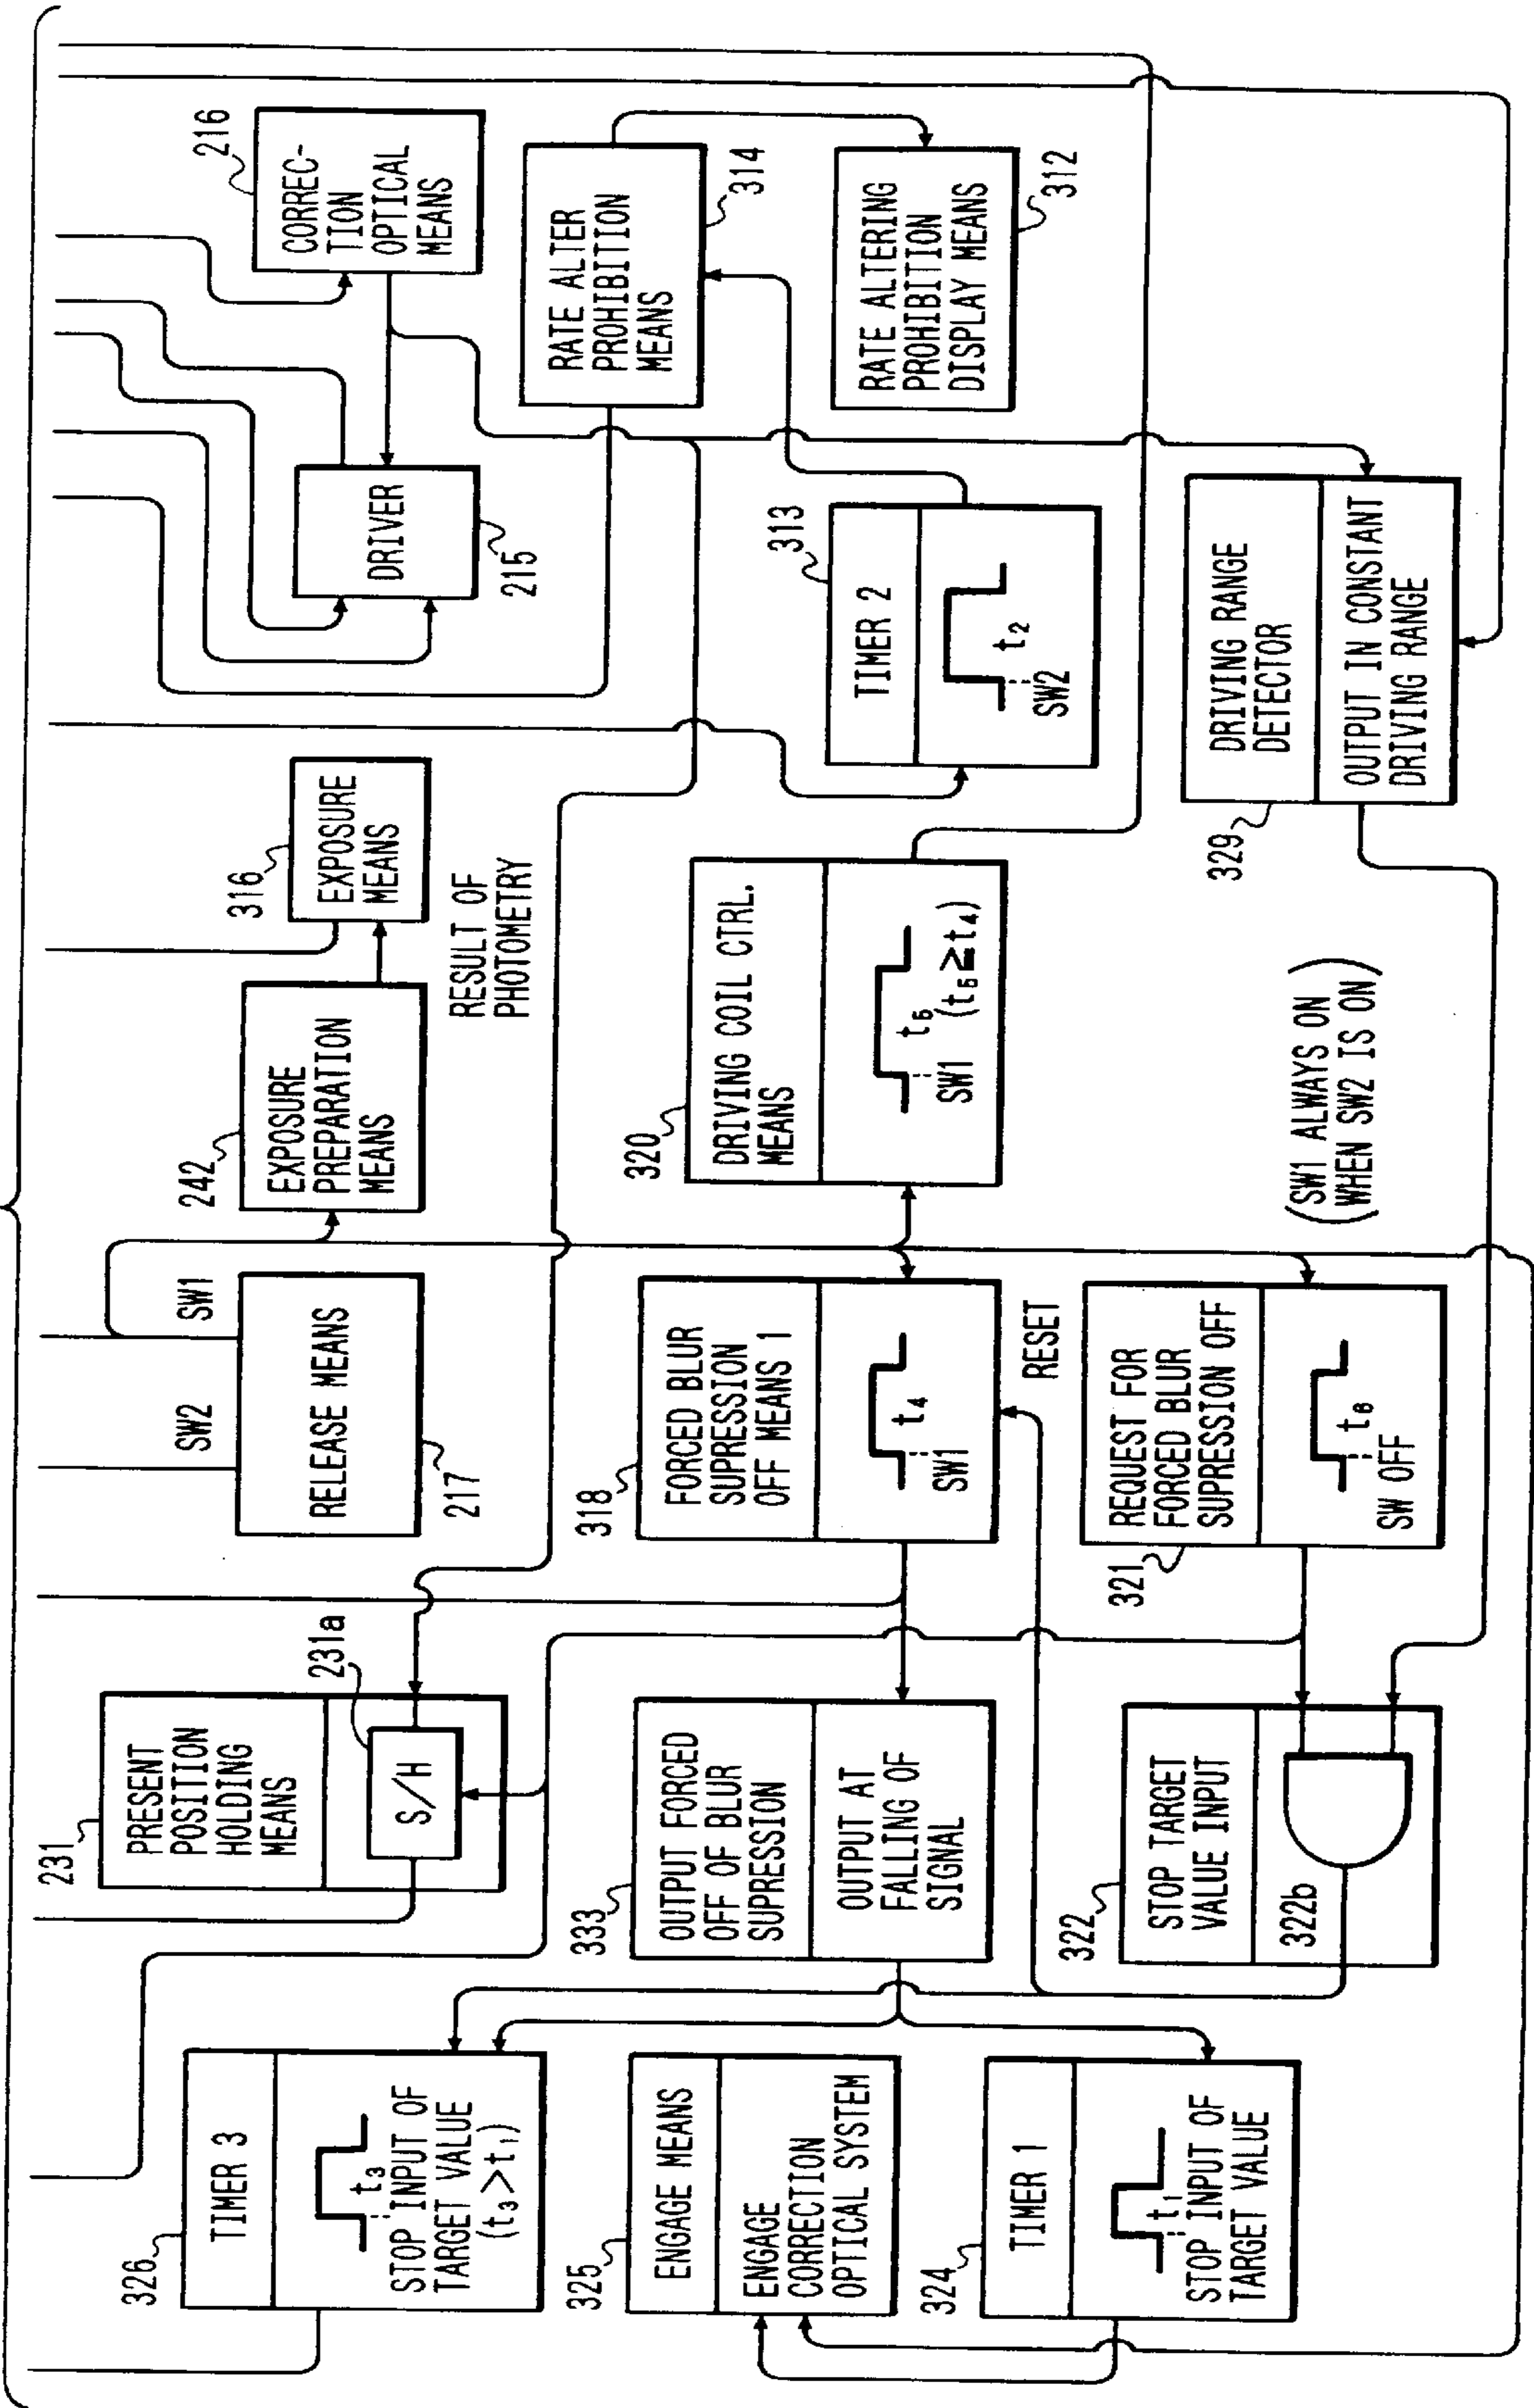 326
TIMER 3
t3
STOP INPUT OF
TARGET VALUE
(t3 > t1)
231
PRESENT
POSITION
HOLDING
MEANS
231a
S/H
SW2
SW1
RELEASE MEANS
217
242
EXPOSURE
PREPARATION
MEANS
316
EXPOSURE
MEANS
RESULT OF
PHOTOMETRY
DRIVER
215
216
CORREC-
TION
OPTICAL
MEANS
325
ENGAGE MEANS
ENGAGE
CORRECTION
OPTICAL SYSTEM
333
OUTPUT FORCED
OFF OF BLUR
SUPRESSION
OUTPUT AT
FALLING OF
SIGNAL
318
FORCED BLUR
SUPRESSION
OFF MEANS 1
t4
SW1
RESET
320
DRIVING COIL CTRL.
MEANS
t5
SW1
(t5 ≧ t4)
313
TIMER 2
t2
SW2
RATE ALTER
PROHIBITION
MEANS
314
RATE ALTERING
PROHIBITION
DISPLAY MEANS
312
324
TIMER 1
t1
STOP INPUT OF
TARGET VALUE
322
STOP TARGET
VALUE INPUT
322b
321
REQUEST FOR
FORCED BLUR
SUPRESSION OFF
t6
SW OFF
(SW1 ALWAYS ON
WHEN SW2 IS ON)
329
DRIVING RANGE
DETECTOR
OUTPUT IN CONSTANT
DRIVING RANGE